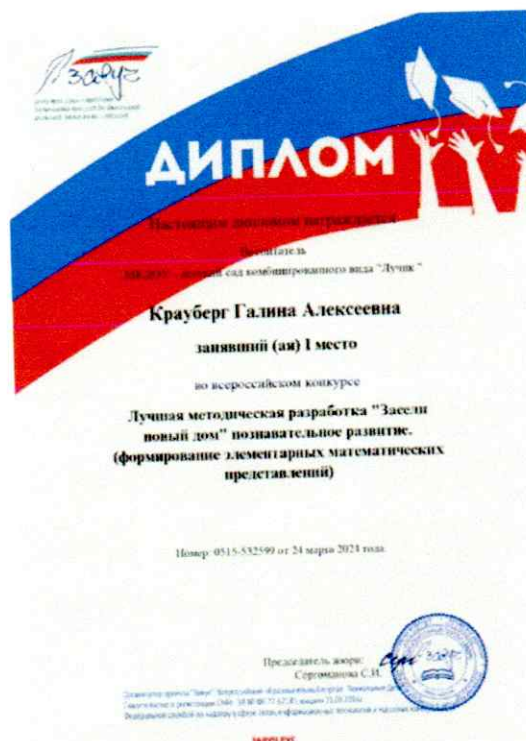 Завуч
ДИПЛОМ
Настоящим дипломом награждается
Воспитатель
детский сад комбинированного вида "Лучик"
Крауберг Галина Алексеевна
занявший (ая) I место
во всероссийском конкурсе
Лучшая методическая разработка "Засели
новый дом" познавательное развитие.
(формирование элементарных математических
представлений)
Номер: 0515-532599 от 24 марта 2024 года.
Председатель жюри:
Сергоманова С.И.